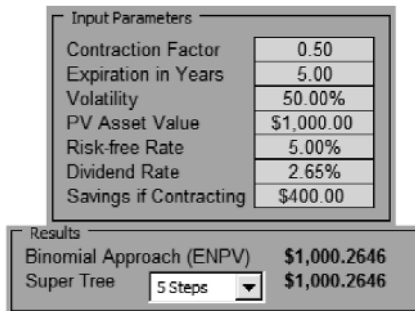 Input Parameters
Contraction Factor 0.50
Expiration in Years 5.00
Volatility 50.00%
PV Asset Value $1,000.00
Risk-free Rate 5.00%
Dividend Rate 2.65%
Savings if Contracting $400.00
Results
Binomial Approach (ENPV) $1,000.2646
Super Tree 5 Steps $1,000.2646